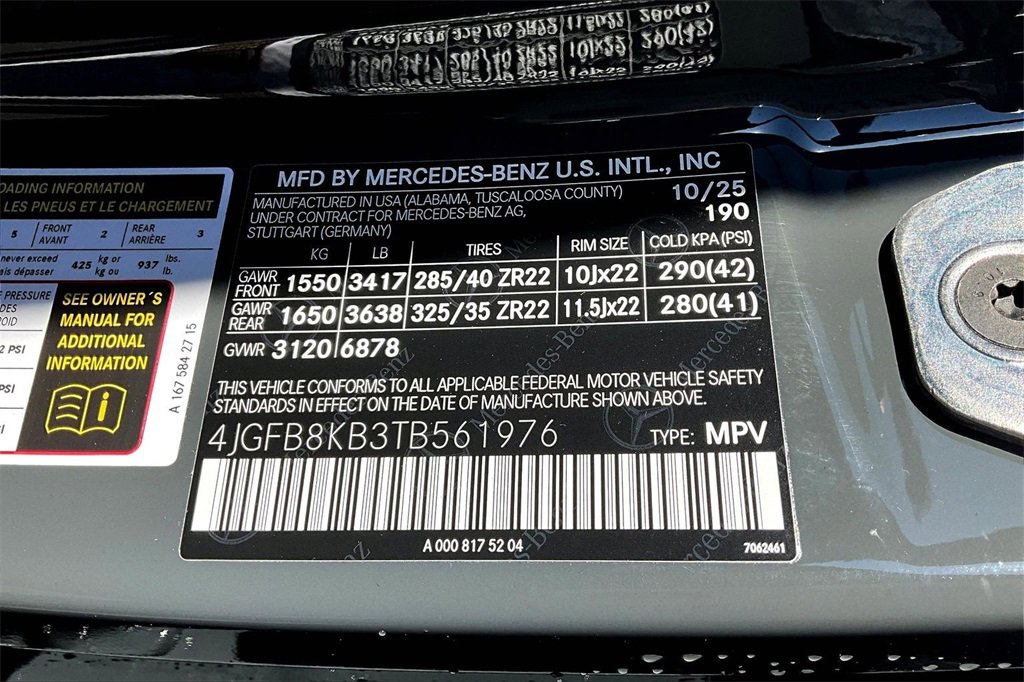 OADING INFORMATION
LES PNEUS ET LE CHARGEMENT
5 FRONT AVANT 2 REAR ARRIÈRE 3
never exceed
ais dépasser 425 kg or kg ou 937 lbs. lb.
PRESSURE
2 PSI
PSI
SEE OWNER´S
MANUAL FOR
ADDITIONAL
INFORMATION
A 167 584 27 15
MFD BY MERCEDES-BENZ U.S. INTL., INC
MANUFACTURED IN USA (ALABAMA, TUSCALOOSA COUNTY) 10/25
UNDER CONTRACT FOR MERCEDES-BENZ AG, 190
STUTTGART (GERMANY)
KG LB TIRES RIM SIZE COLD KPA (PSI)
GAWR FRONT 1550 3417 285/40 ZR22 10Jx22 290(42)
GAWR REAR 1650 3638 325/35 ZR22 11.5Jx22 280(41)
GVWR 3120 6878
THIS VEHICLE CONFORMS TO ALL APPLICABLE FEDERAL MOTOR VEHICLE SAFETY
STANDARDS IN EFFECT ON THE DATE OF MANUFACTURE SHOWN ABOVE.
4JGFB8KB3TB561976 TYPE: MPV
A 000 817 52 04 7062461